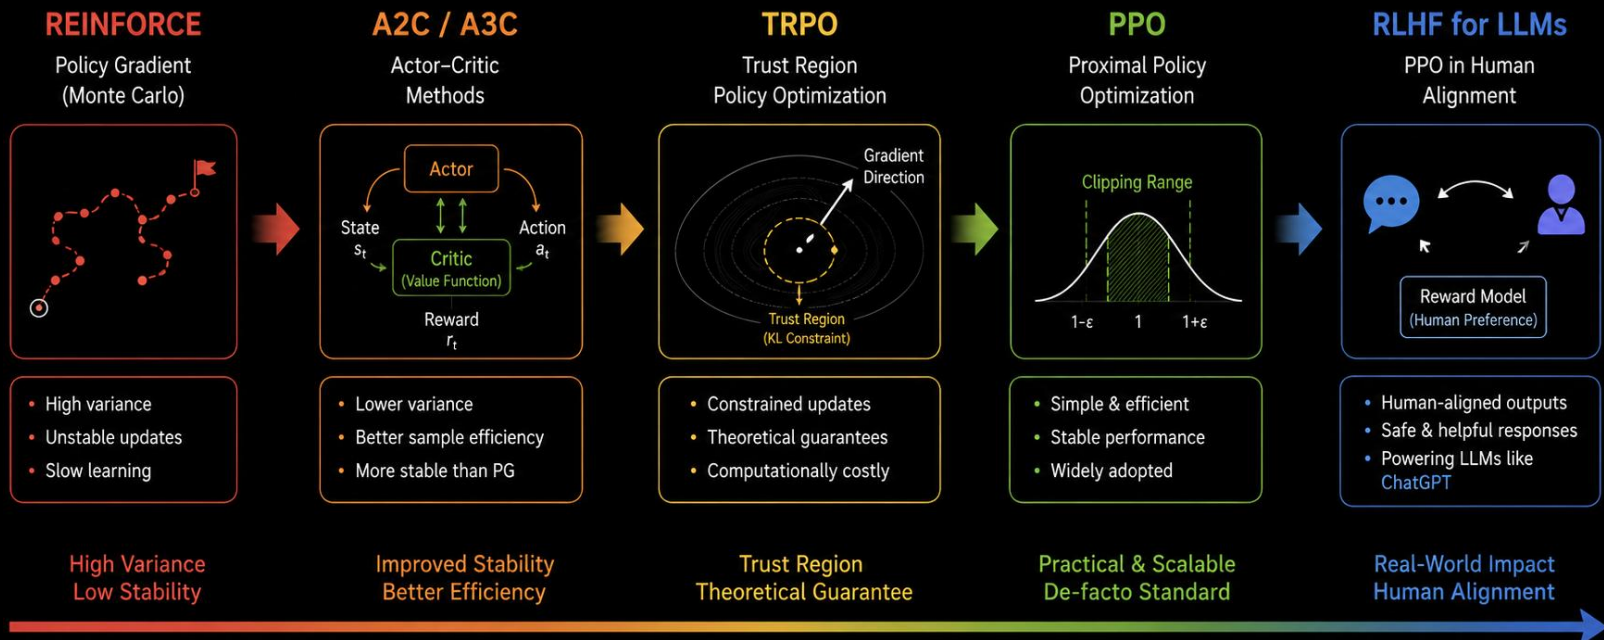 REINFORCE
Policy Gradient
(Monte Carlo)
A2C / A3C
Actor–Critic
Methods
TRPO
Trust Region
Policy Optimization
PPO
Proximal Policy
Optimization
RLHF for LLMs
PPO in Human
Alignment
Actor
State
sₜ
Action
aₜ
Critic
(Value Function)
Reward
rₜ
Gradient
Direction
Trust Region
(KL Constraint)
Clipping Range
1-ε 1 1+ε
Reward Model
(Human Preference)
• High variance
• Unstable updates
• Slow learning
• Lower variance
• Better sample efficiency
• More stable than PG
• Constrained updates
• Theoretical guarantees
• Computationally costly
• Simple & efficient
• Stable performance
• Widely adopted
• Human-aligned outputs
• Safe & helpful responses
• Powering LLMs like
ChatGPT
High Variance
Low Stability
Improved Stability
Better Efficiency
Trust Region
Theoretical Guarantee
Practical & Scalable
De-facto Standard
Real-World Impact
Human Alignment